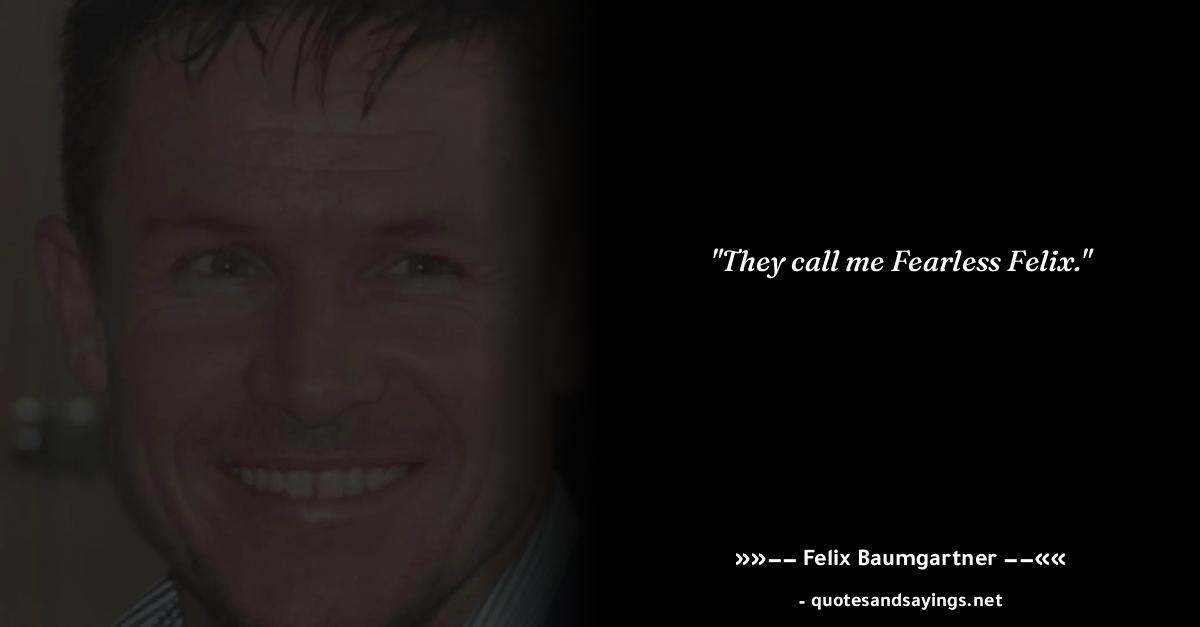 "They call me Fearless Felix."
»»−− Felix Baumgartner −−««
- quotesandsayings.net